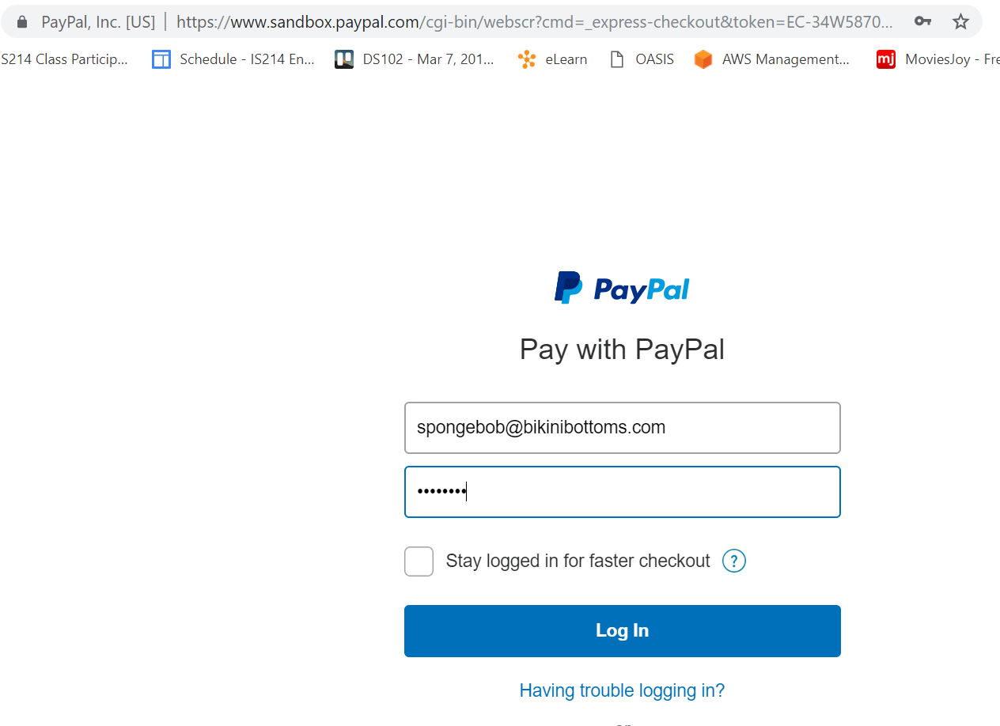 PayPal, Inc. [US] | https://www.sandbox.paypal.com/cgi-bin/webscr?cmd=_express-checkout&token=EC-34W5870...
S214 Class Particip... Schedule - IS214 En... DS102 - Mar 7, 201... eLearn OASIS AWS Management... mj MoviesJoy - Fre
PayPal
Pay with PayPal
spongebob@bikinibottoms.com
••••••••
Stay logged in for faster checkout ?
Log In
Having trouble logging in?